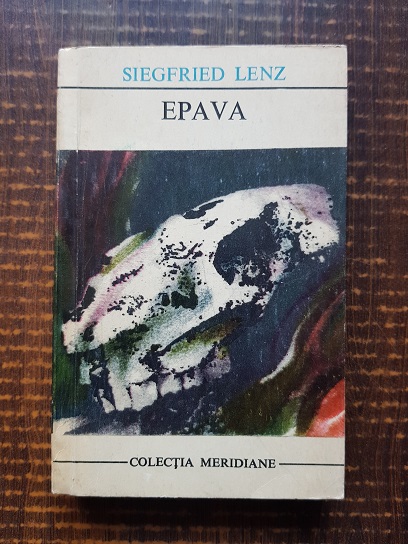 SIEGFRIED LENZ
EPAVA
COLECȚIA MERIDIANE